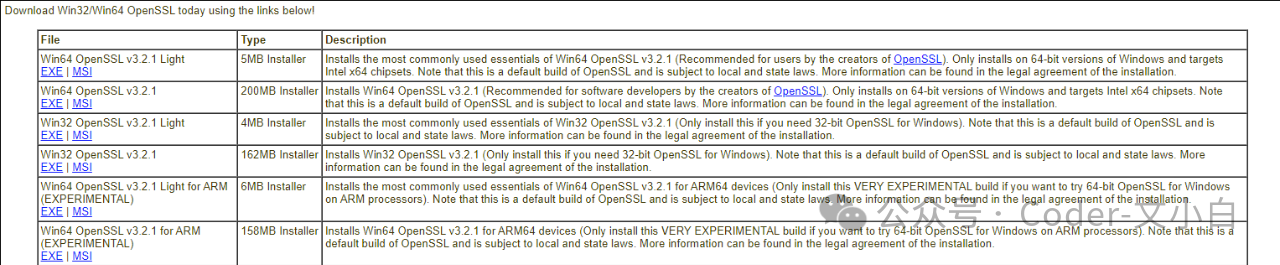 Download Win32/Win64 OpenSSL today using the links below!
File Type Description
Win64 OpenSSL v3.2.1 Light
EXE | MSI
5MB Installer
Installs the most commonly used essentials of Win64 OpenSSL v3.2.1 (Recommended for users by the creators of OpenSSL). Only installs on 64-bit versions of Windows and targets
Intel x64 chipsets. Note that this is a default build of OpenSSL and is subject to local and state laws. More information can be found in the legal agreement of the installation.
Win64 OpenSSL v3.2.1
EXE | MSI
200MB Installer
Installs Win64 OpenSSL v3.2.1 (Recommended for software developers by the creators of OpenSSL). Only installs on 64-bit versions of Windows and targets Intel x64 chipsets. Note
that this is a default build of OpenSSL and is subject to local and state laws. More information can be found in the legal agreement of the installation.
Win32 OpenSSL v3.2.1 Light
EXE | MSI
4MB Installer
Installs the most commonly used essentials of Win32 OpenSSL v3.2.1 (Only install this if you need 32-bit OpenSSL for Windows). Note that this is a default build of OpenSSL and is
subject to local and state laws. More information can be found in the legal agreement of the installation.
Win32 OpenSSL v3.2.1
EXE | MSI
162MB Installer
Installs Win32 OpenSSL v3.2.1 (Only install this if you need 32-bit OpenSSL for Windows). Note that this is a default build of OpenSSL and is subject to local and state laws. More
information can be found in the legal agreement of the installation.
Win64 OpenSSL v3.2.1 Light for ARM
(EXPERIMENTAL)
EXE | MSI
6MB Installer
Installs the most commonly used essentials of Win64 OpenSSL v3.2.1 for ARM64 devices (Only install this VERY EXPERIMENTAL build if you want to try 64-bit OpenSSL for Windows
on ARM processors). Note that this is a default build of OpenSSL and is subject to local and state laws. More information can be found in the legal agreement of the installation.
Win64 OpenSSL v3.2.1 for ARM
(EXPERIMENTAL)
EXE | MSI
158MB Installer
Installs Win64 OpenSSL v3.2.1 for ARM64 devices (Only install this VERY EXPERIMENTAL build if you want to try 64-bit OpenSSL for Windows on ARM processors). Note that this is a
default build of OpenSSL and is subject to local and state laws. More information can be found in the legal agreement of the installation.
公众号 · Coder-文小白